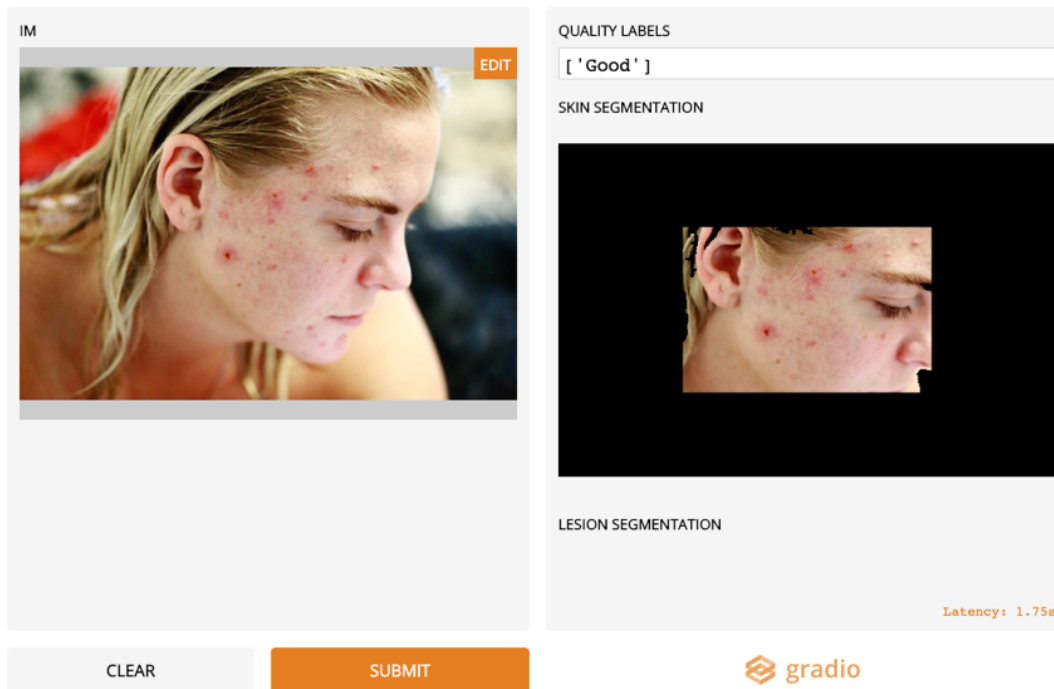 IM
EDIT
QUALITY LABELS
['Good']
SKIN SEGMENTATION
LESION SEGMENTATION
Latency: 1.75s
CLEAR
SUBMIT
gradio